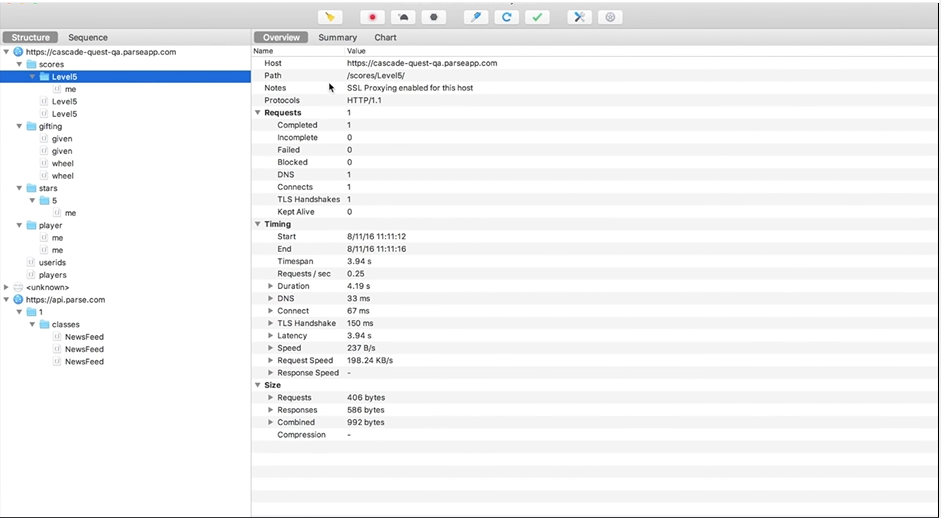 Structure Sequence
https://cascade-quest-qa.parseapp.com
scores
Level5
me
Level5
Level5
gifting
given
given
wheel
wheel
stars
5
me
player
me
me
userids
players
<unknown>
https://api.parse.com
1
classes
NewsFeed
NewsFeed
NewsFeed
Overview Summary Chart
Name Value
Host https://cascade-quest-qa.parseapp.com
Path /scores/Level5/
Notes SSL Proxying enabled for this host
Protocols HTTP/1.1
Requests 1
Completed 1
Incomplete 0
Failed 0
Blocked 0
DNS 1
Connects 1
TLS Handshakes 1
Kept Alive 0
Timing
Start 8/11/16 11:11:12
End 8/11/16 11:11:16
Timespan 3.94 s
Requests / sec 0.25
Duration 4.19 s
DNS 33 ms
Connect 67 ms
TLS Handshake 150 ms
Latency 3.94 s
Speed 237 B/s
Request Speed 198.24 KB/s
Response Speed -
Size
Requests 406 bytes
Responses 586 bytes
Combined 992 bytes
Compression -